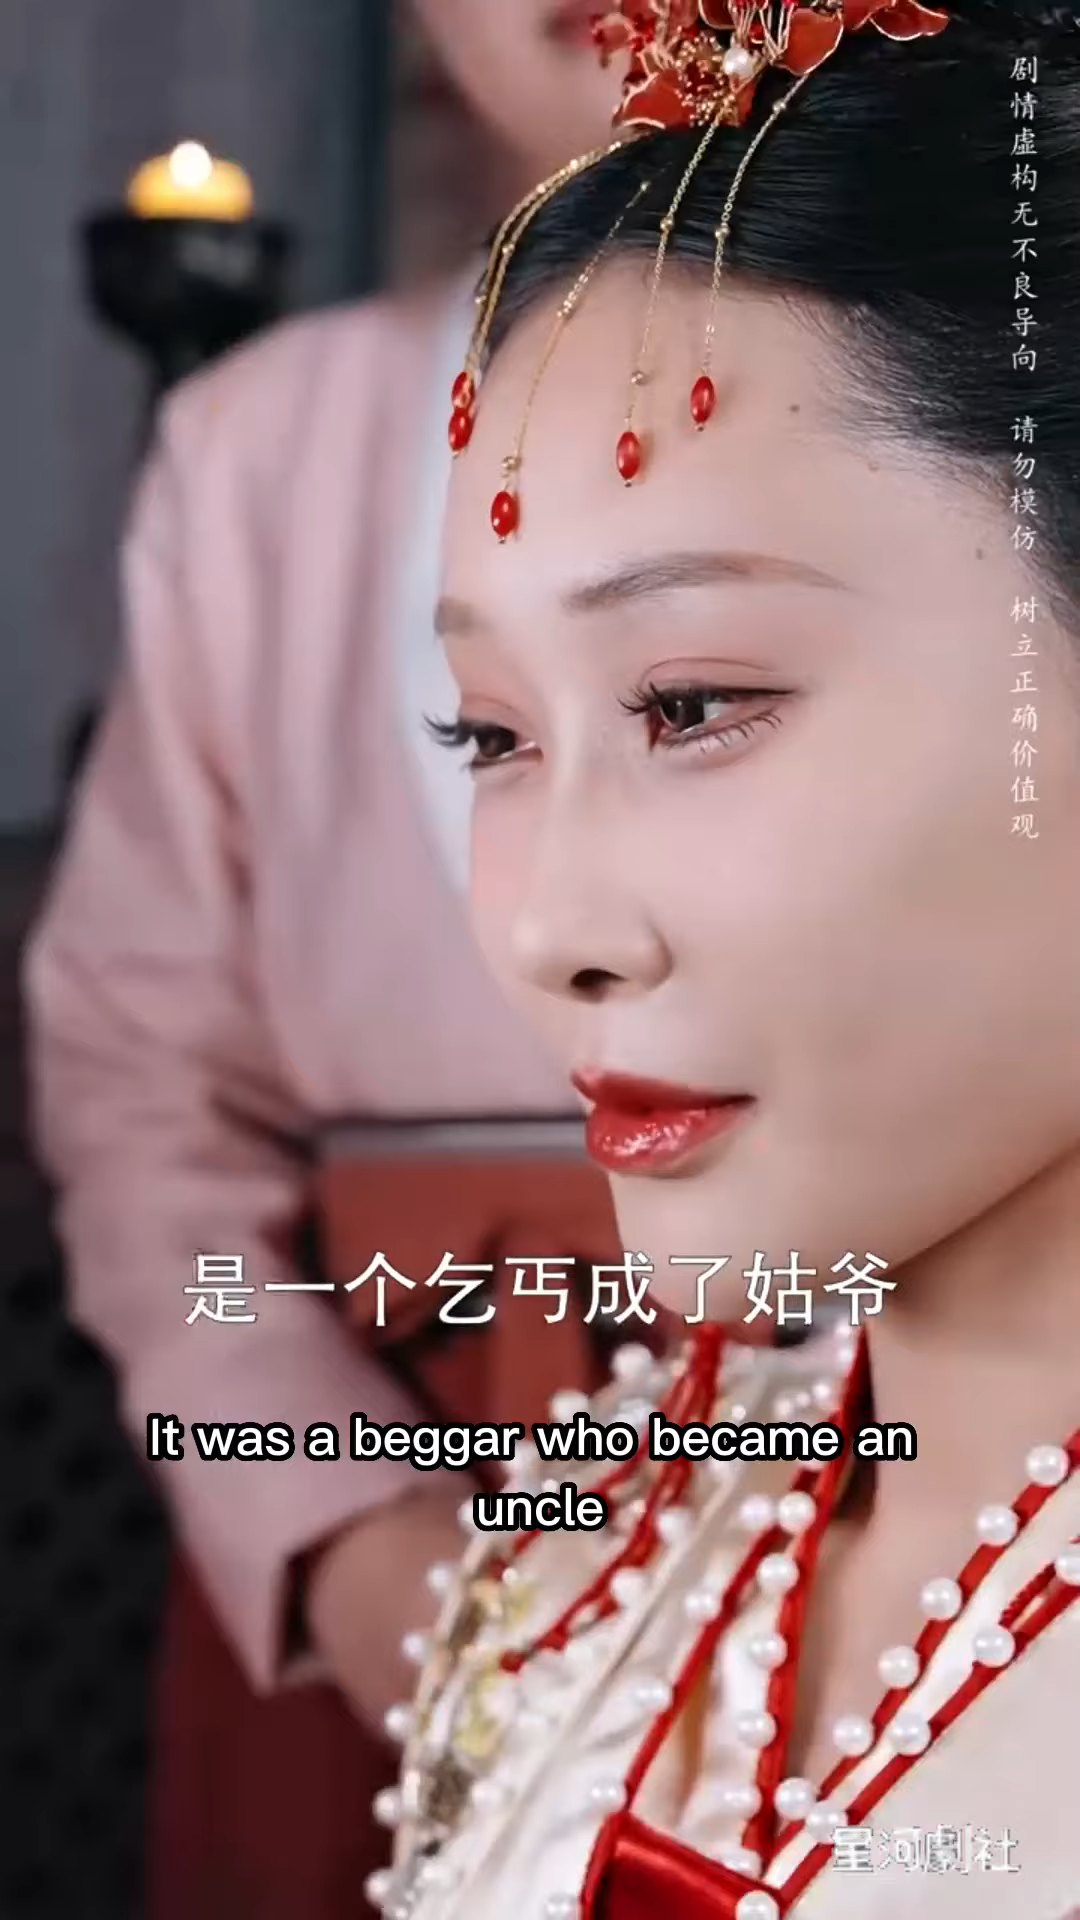 剧情虚构无不良导向 请勿模仿 树立正确价值观
是一个乞丐成了姑爷
It was a beggar who became an
uncle
星河劇社